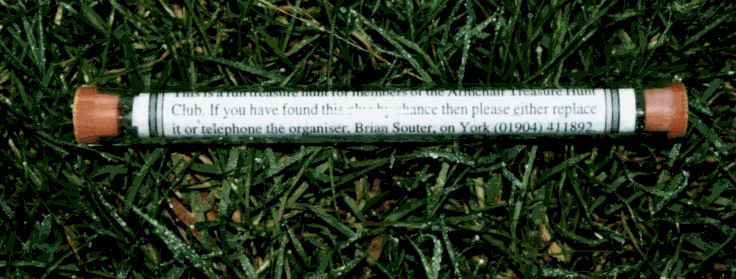 This is a fun treasure hunt for members of the Armchair Treasure Hunt
Club. If you have found this clue by chance then please either replace
it or telephone the organiser, Brian Souter, on York (01904) 411892